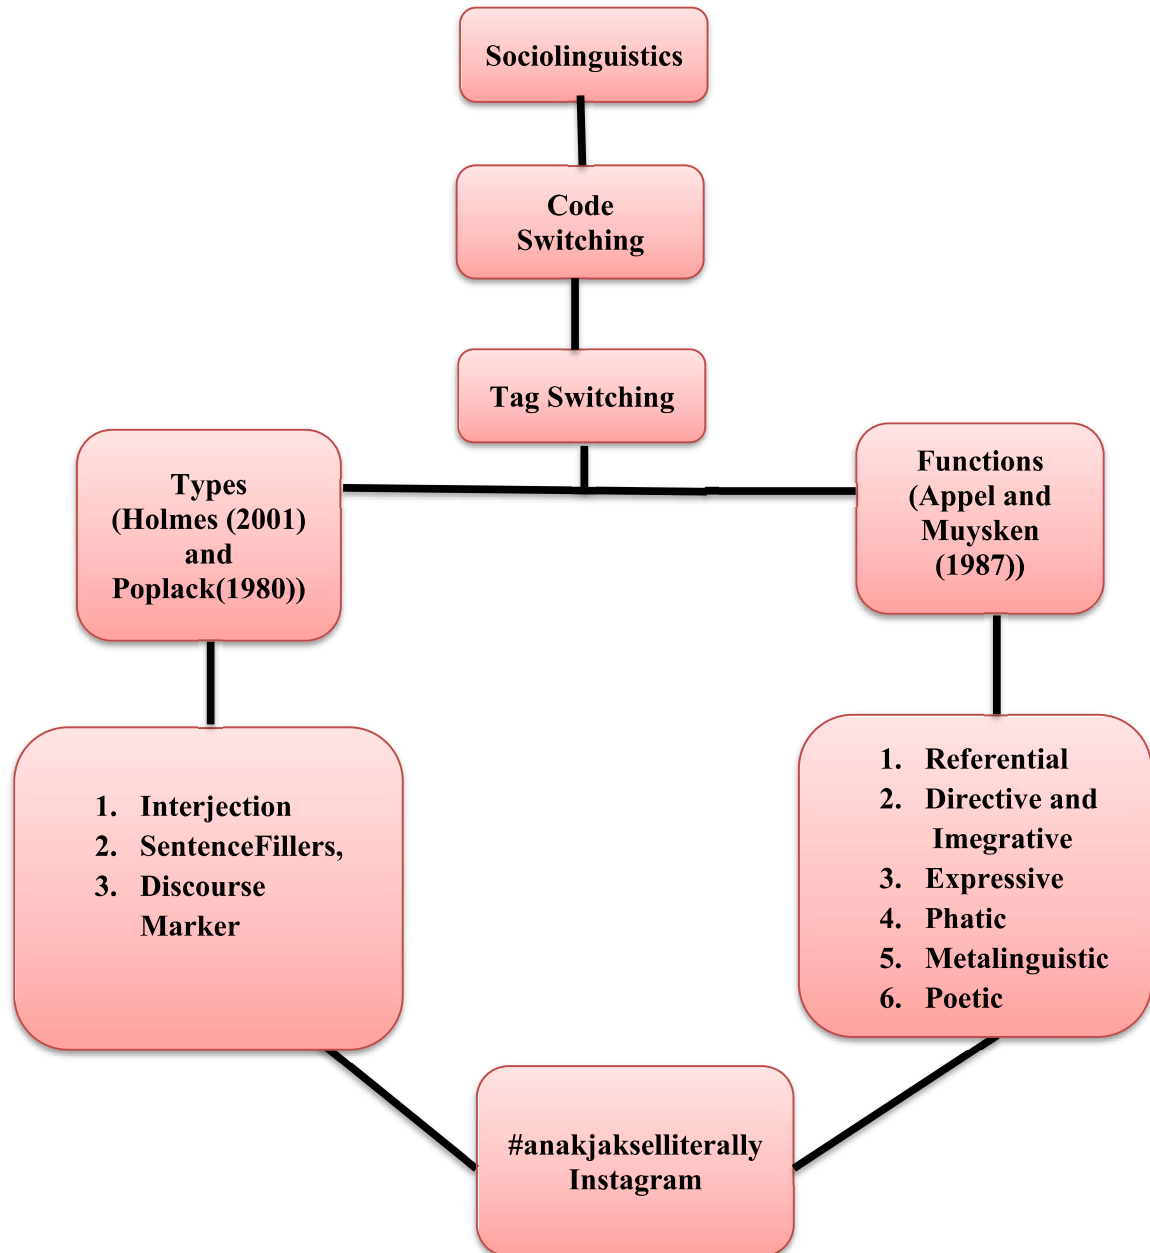 Sociolinguistics
Code
Switching
Tag Switching
Types
(Holmes (2001)
and
Poplack(1980))
Functions
(Appel and
Muysken
(1987))
1. Interjection
2. SentenceFillers,
3. Discourse
Marker
1. Referential
2. Directive and
Imegrative
3. Expressive
4. Phatic
5. Metalinguistic
6. Poetic
#anakjakselliterally
Instagram